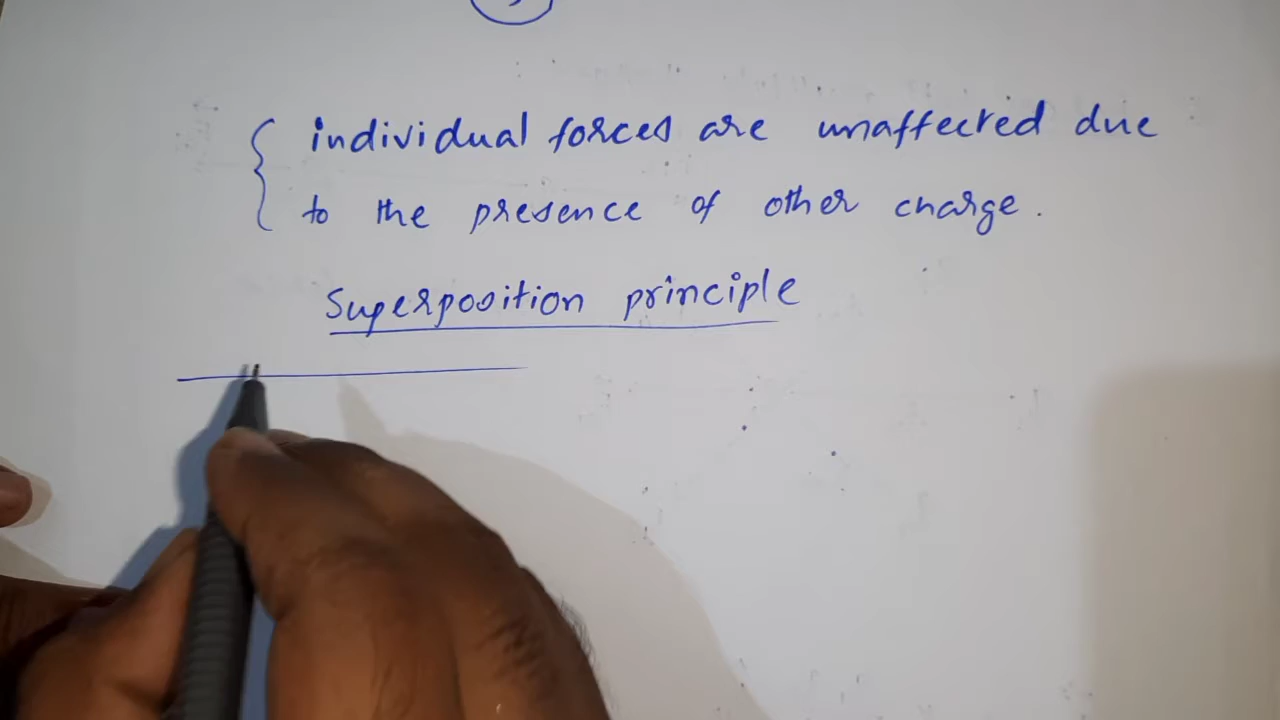 individual forces are unaffected due
to the presence of other charge.
Superposition principle